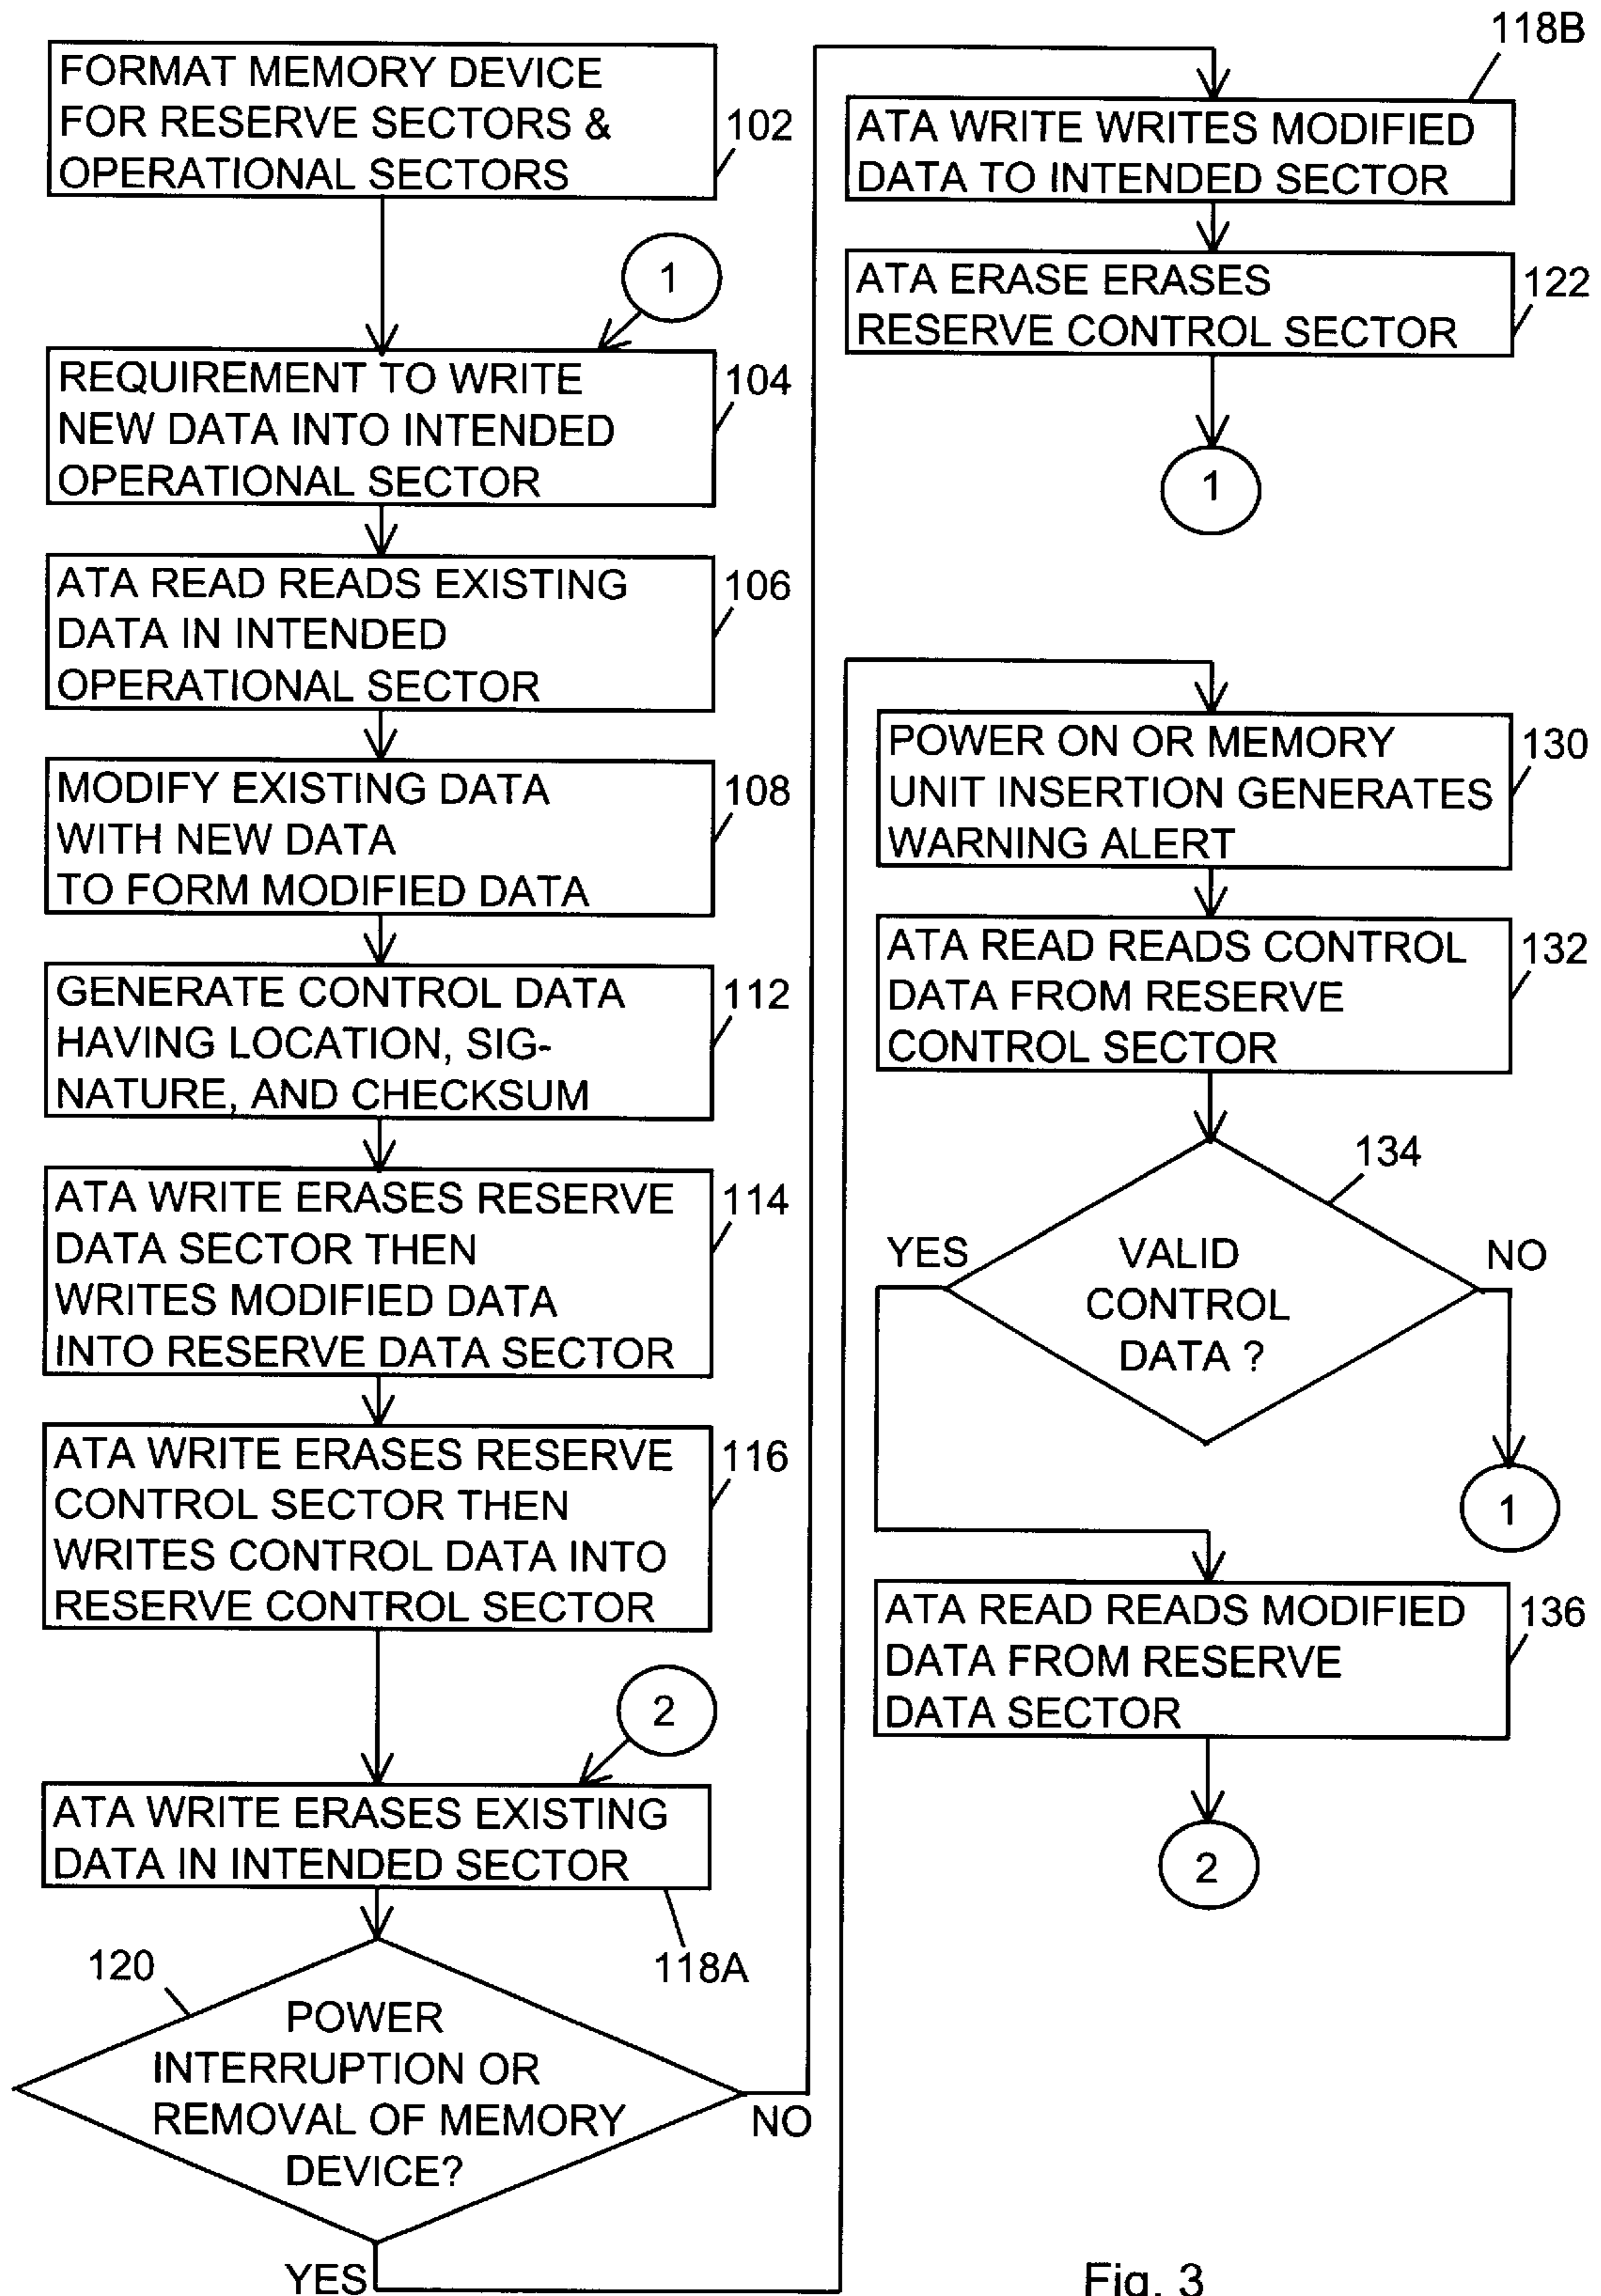 FORMAT MEMORY DEVICE
FOR RESERVE SECTORS &
OPERATIONAL SECTORS
102
1
REQUIREMENT TO WRITE
NEW DATA INTO INTENDED
OPERATIONAL SECTOR
104
ATA READ READS EXISTING
DATA IN INTENDED
OPERATIONAL SECTOR
106
MODIFY EXISTING DATA
WITH NEW DATA
TO FORM MODIFIED DATA
108
GENERATE CONTROL DATA
HAVING LOCATION, SIG-
NATURE, AND CHECKSUM
112
ATA WRITE ERASES RESERVE
DATA SECTOR THEN
WRITES MODIFIED DATA
INTO RESERVE DATA SECTOR
114
ATA WRITE ERASES RESERVE
CONTROL SECTOR THEN
WRITES CONTROL DATA INTO
RESERVE CONTROL SECTOR
116
2
ATA WRITE ERASES EXISTING
DATA IN INTENDED SECTOR
118A
120
POWER
INTERRUPTION OR
REMOVAL OF MEMORY
DEVICE?
NO
YES
118B
ATA WRITE WRITES MODIFIED
DATA TO INTENDED SECTOR
ATA ERASE ERASES
RESERVE CONTROL SECTOR
122
1
POWER ON OR MEMORY
UNIT INSERTION GENERATES
WARNING ALERT
130
ATA READ READS CONTROL
DATA FROM RESERVE
CONTROL SECTOR
132
134
YES
VALID
CONTROL
DATA ?
NO
1
ATA READ READS MODIFIED
DATA FROM RESERVE
DATA SECTOR
136
2
Fig. 3